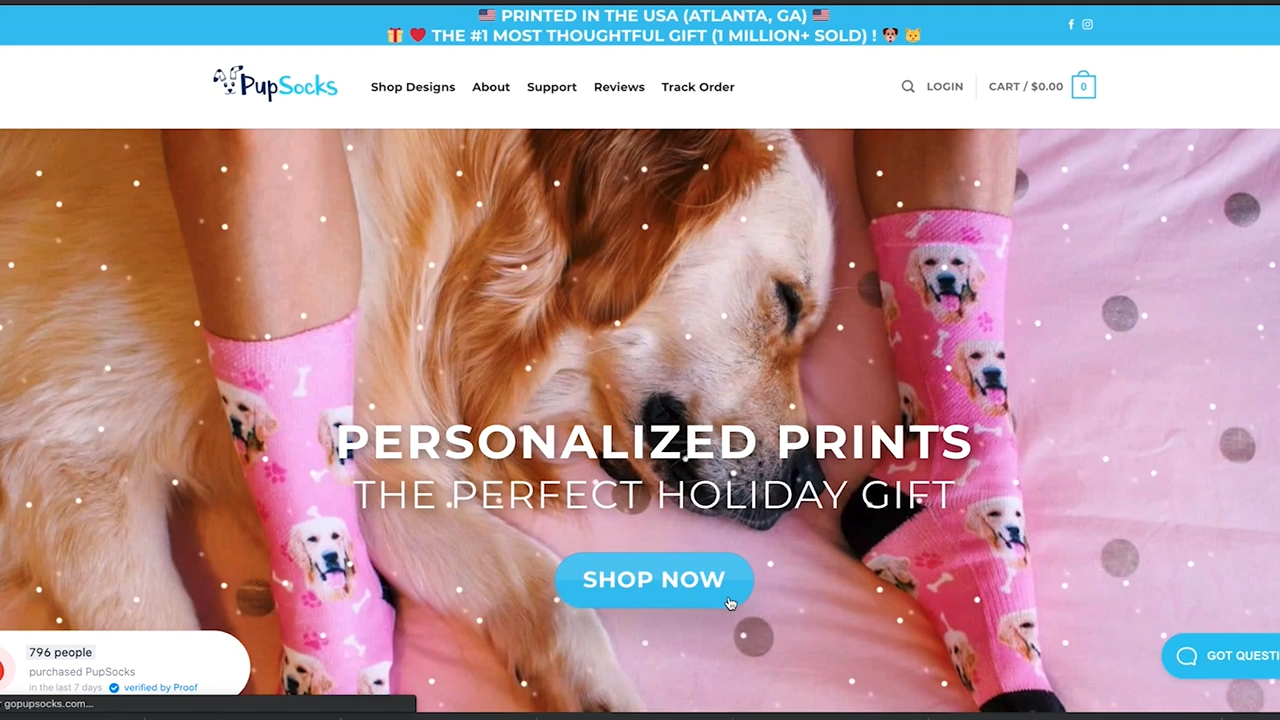 PRINTED IN THE USA (ATLANTA, GA)
THE #1 MOST THOUGHTFUL GIFT (1 MILLION+ SOLD) !
PupSocks
Shop Designs
About
Support
Reviews
Track Order
LOGIN
CART / $0.00
0
PERSONALIZED PRINTS
THE PERFECT HOLIDAY GIFT
SHOP NOW
796 people
purchased PupSocks
in the last 7 days verified by Proof
GOT QUESTI
gopupsocks.com...